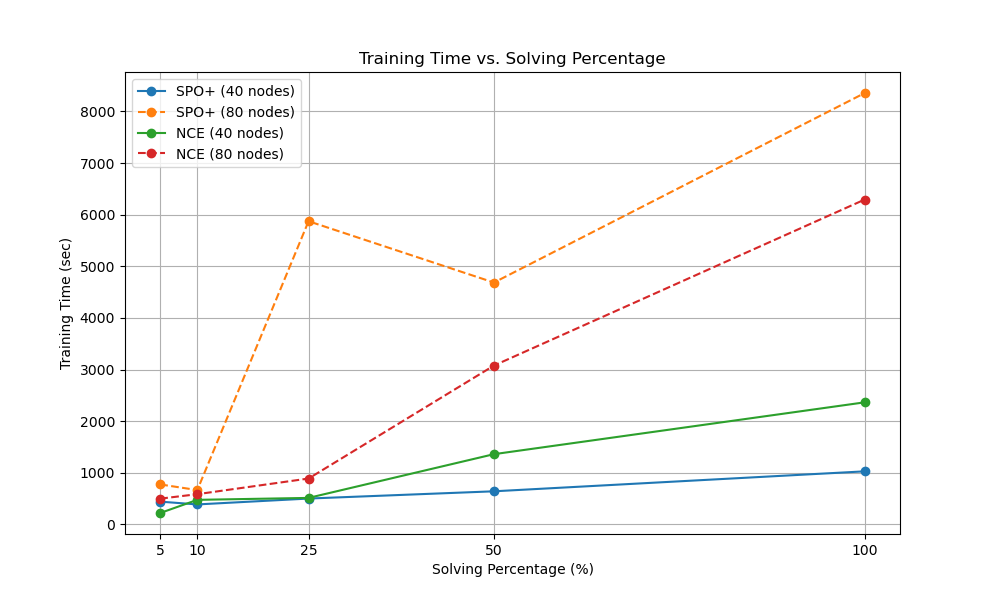 Training Time vs. Solving Percentage
SPO+ (40 nodes)
SPO+ (80 nodes)
NCE (40 nodes)
NCE (80 nodes)
Training Time (sec)
8000
7000
6000
5000
4000
3000
2000
1000
0
5 10 25 50 100
Solving Percentage (%)